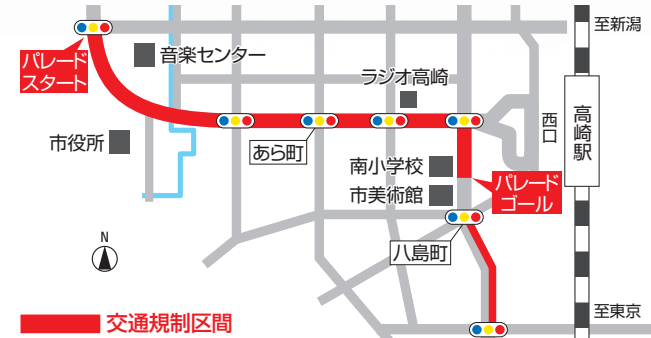 至新潟
パレード
スタート
音楽センター
ラジオ高崎
市役所
あら町
西口
高崎駅
南小学校
市美術館
パレード
ゴール
八島町
N
至東京
交通規制区間